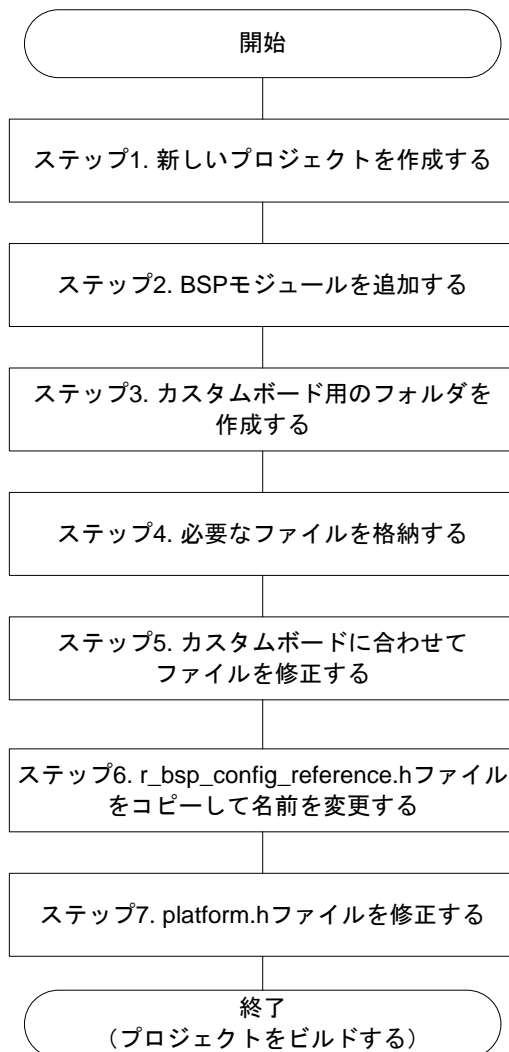 開始
ステップ1. 新しいプロジェクトを作成する
ステップ2. BSPモジュールを追加する
ステップ3. カスタムボード用のフォルダを
作成する
ステップ4. 必要なファイルを格納する
ステップ5. カスタムボードに合わせて
ファイルを修正する
ステップ6. r_bsp_config_reference.hファイル
をコピーして名前を変更する
ステップ7. platform.hファイルを修正する
終了
（プロジェクトをビルドする）